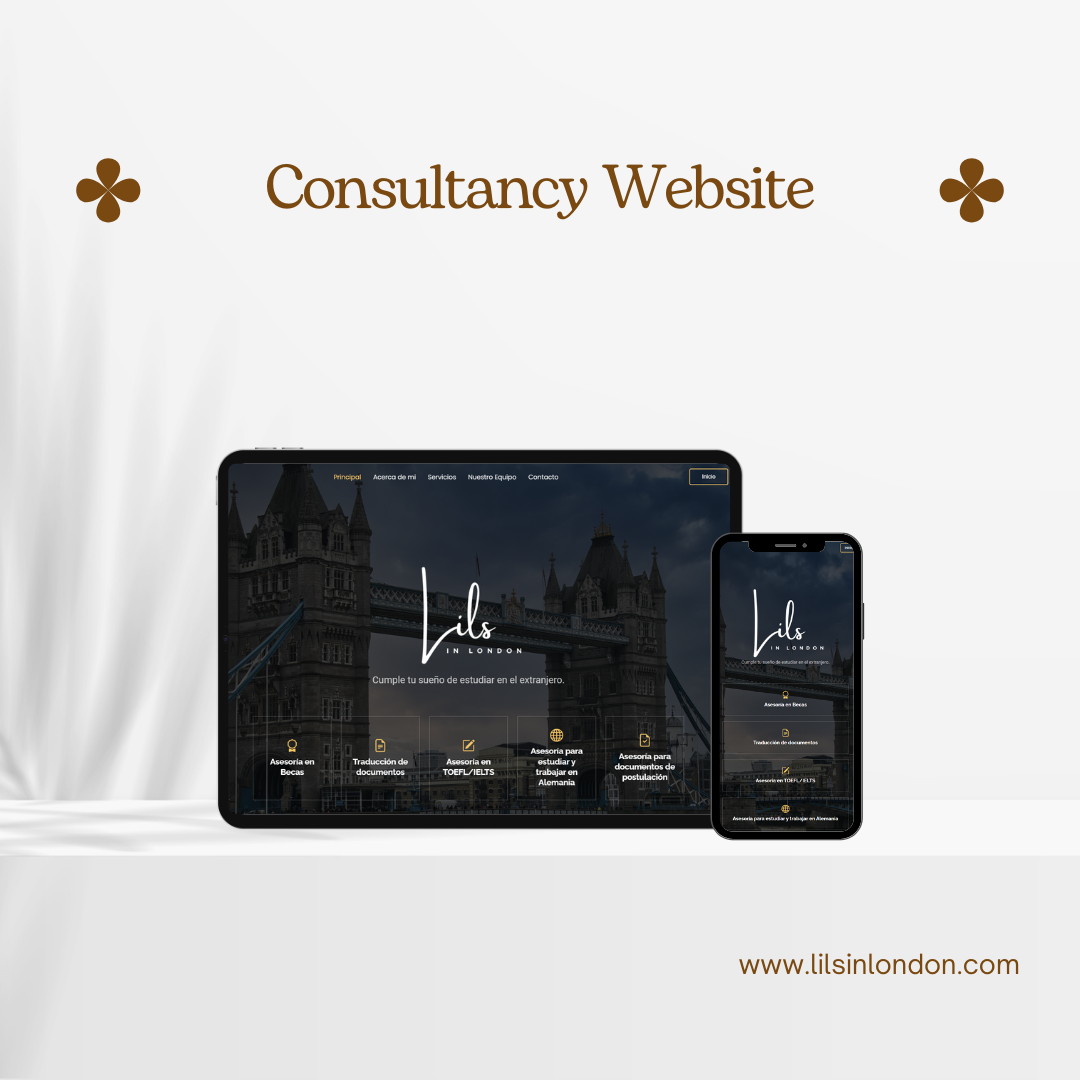 Consultancy Website
Principal Acerca de mi Servicios Nuestro Equipo Contacto Inicio
Lils
IN LONDON
Cumple tu sueño de estudiar en el extranjero.
Asesoría en
Becas
Traducción de
documentos
Asesoría en
TOEFL/IELTS
Asesoría para
estudiar y
trabajar en
Alemania
Asesoría para
documentos de
postulación
Lils
IN LONDON
Cumple tu sueño de estudiar en el extranjero.
Asesoría en Becas
Traducción de documentos
Asesoría en TOEFL/IELTS
Asesoría para estudiar y trabajar en Alemania
www.lilsinlondon.com